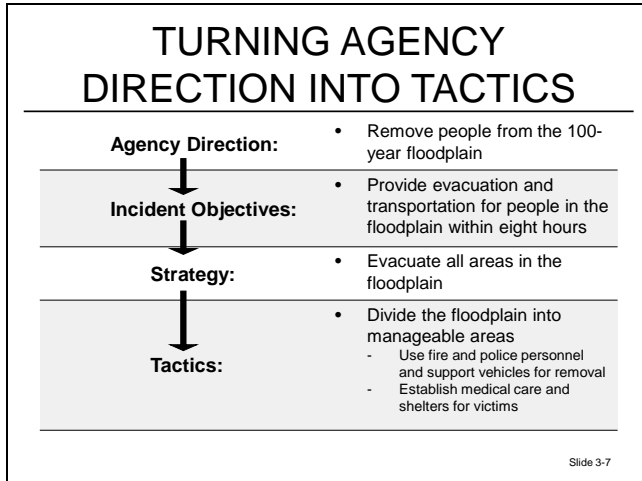 TURNING AGENCY
DIRECTION INTO TACTICS
Agency Direction:
• Remove people from the 100-
year floodplain
Incident Objectives:
• Provide evacuation and
transportation for people in the
floodplain within eight hours
Strategy:
• Evacuate all areas in the
floodplain
Tactics:
• Divide the floodplain into
manageable areas
- Use fire and police personnel
and support vehicles for removal
- Establish medical care and
shelters for victims
Slide 3-7